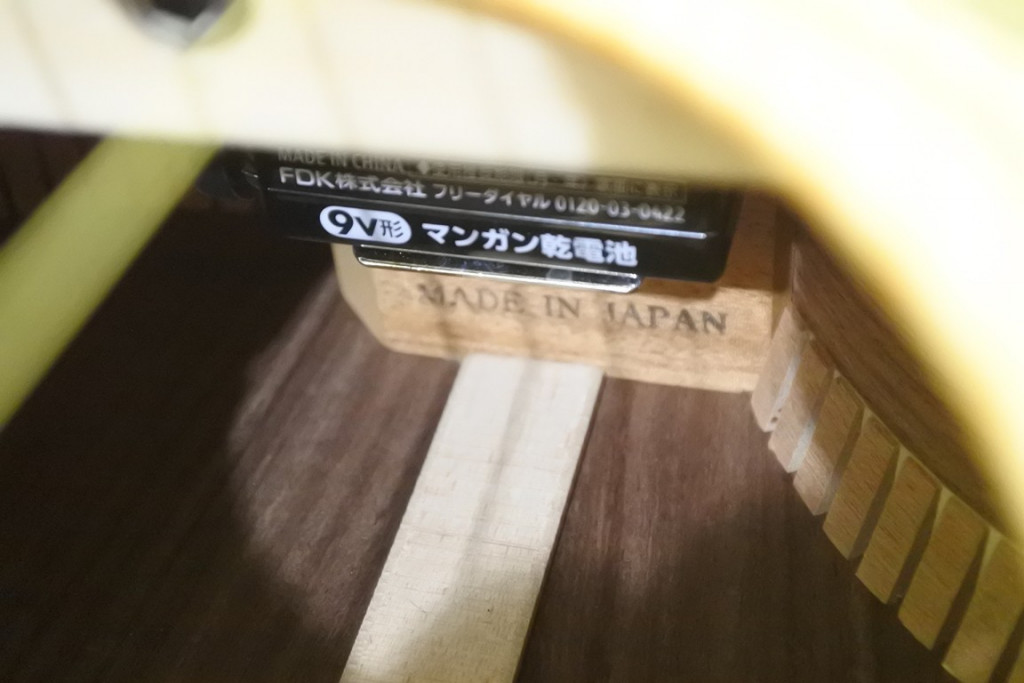 MADE IN CHINA
FDK株式会社 フリーダイヤル 0120-03-0422
9V形 マンガン乾電池
MADE IN JAPAN